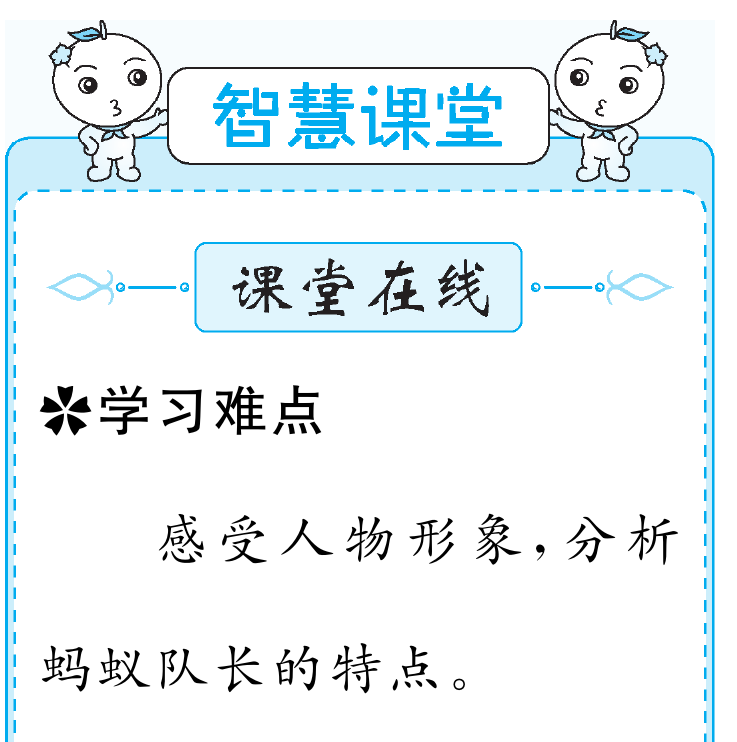 智慧课堂
课堂在线
学习难点
感受人物形象,分析
蚂蚁队长的特点。